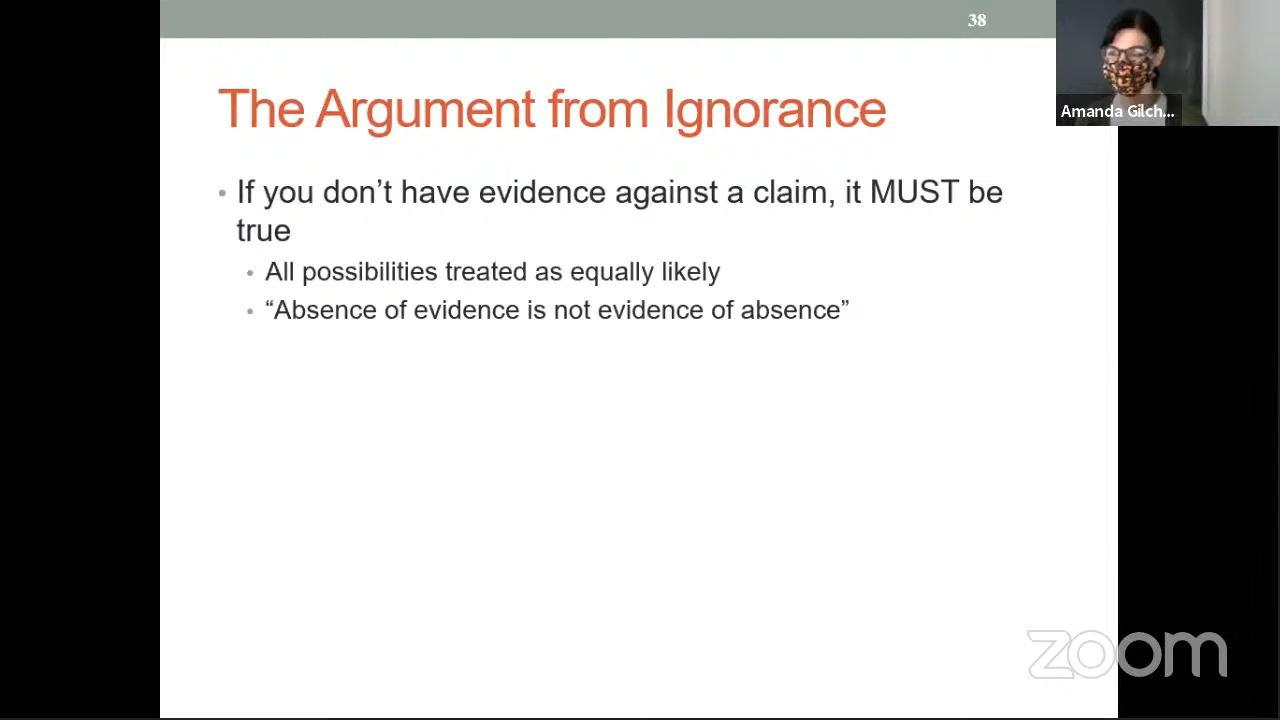 38
Amanda Gilch...
The Argument from Ignorance
• If you don’t have evidence against a claim, it MUST be
true
• All possibilities treated as equally likely
• “Absence of evidence is not evidence of absence”
zoom